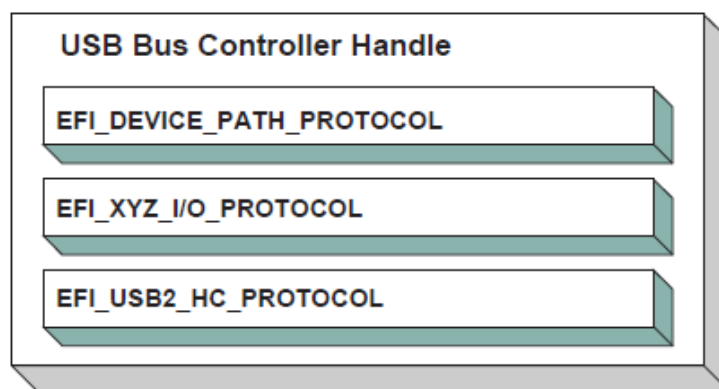 USB Bus Controller Handle
EFI_DEVICE_PATH_PROTOCOL
EFI_XYZ_I/O_PROTOCOL
EFI_USB2_HC_PROTOCOL